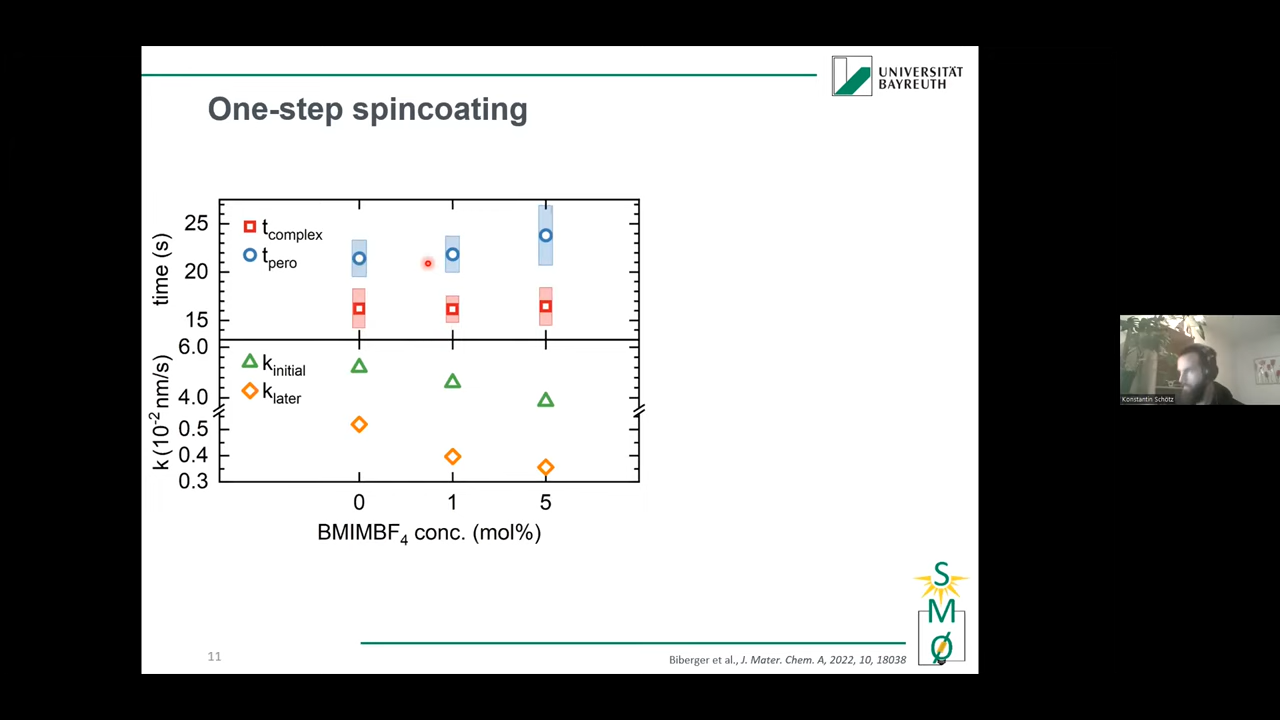 UNIVERSITÄT
BAYREUTH
One-step spincoating
time (s)
25
20
15
t_complex
t_pero
k (10^-2 nm/s)
6.0
4.0
0.5
0.4
0.3
k_initial
k_later
0 1 5
BMIMBF_4 conc. (mol%)
Konstantin Schötz
S
M
Ø
11
Biberger et al., J. Mater. Chem. A, 2022, 10, 18038